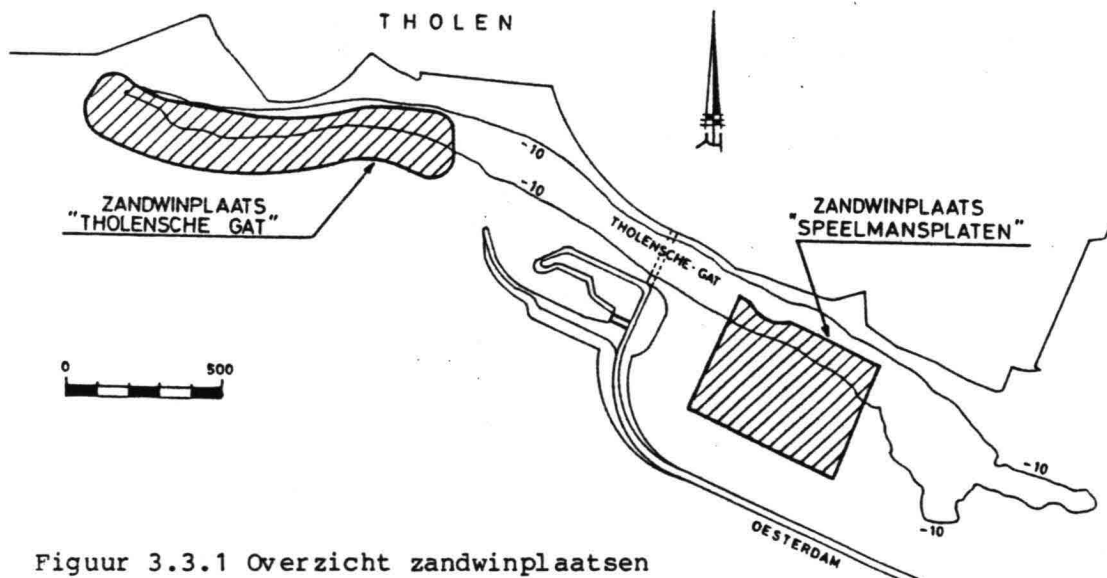 THOLEN
-10
-10
ZANDWINPLAATS
"THOLENSCHE GAT"
ZANDWINPLAATS
"SPEELMANSPLATEN"
THOLENSCHE-GAT
0 500
-10
-10
OESTERDAM
Figuur 3.3.1 Overzicht zandwinplaatsen